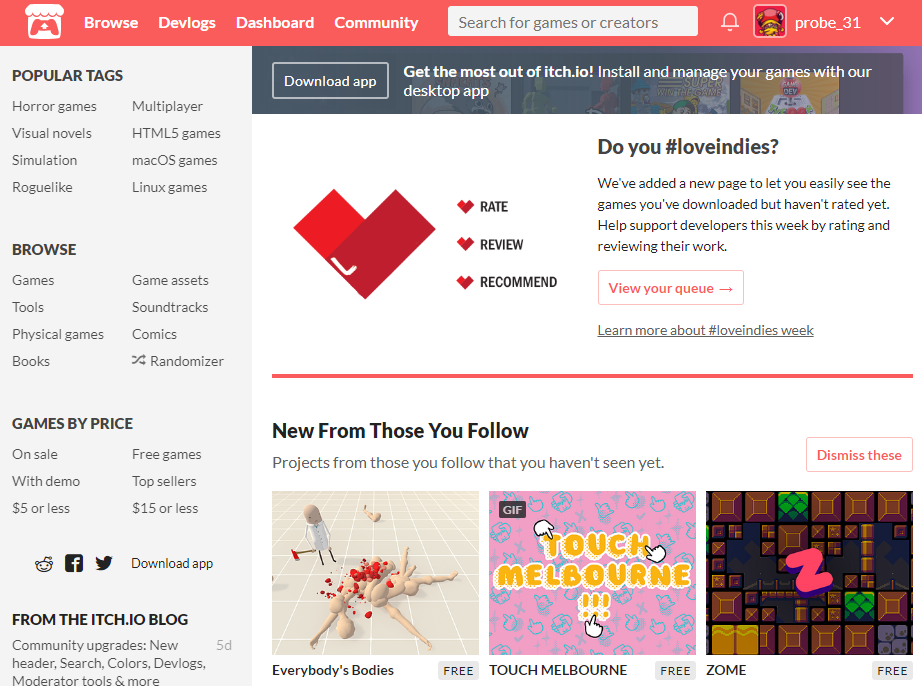 Browse Devlogs Dashboard Community Search for games or creators probe_31
POPULAR TAGS
Horror games Multiplayer
Visual novels HTML5 games
Simulation macOS games
Roguelike Linux games
BROWSE
Games Game assets
Tools Soundtracks
Physical games Comics
Books Randomizer
GAMES BY PRICE
On sale Free games
With demo Top sellers
$5 or less $15 or less
Download app
FROM THE ITCH.IO BLOG
Community upgrades: New 5d
header, Search, Colors, Devlogs,
Moderator tools & more
Download app
Get the most out of itch.io! Install and manage your games with our
desktop app
SUPER
WIN THE GAME
GAME
DEV
RATE
REVIEW
RECOMMEND
Do you #loveindies?
We've added a new page to let you easily see the
games you've downloaded but haven't rated yet.
Help support developers this week by rating and
reviewing their work.
View your queue →
Learn more about #loveindies week
New From Those You Follow
Projects from those you follow that you haven't seen yet.
Dismiss these
GIF
TOUCH
MELBOURNE
!!!
Z
Everybody's Bodies FREE
TOUCH MELBOURNE FREE
ZOME FREE